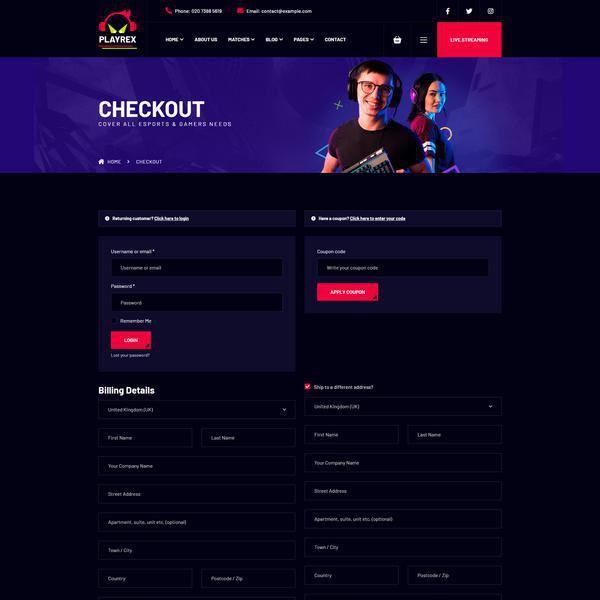 Phone: 020 7388 5619
Email: contact@example.com
PLAYREX
HOME
ABOUT US
MATCHES
BLOG
PAGES
CONTACT
LIVE STREAMING
CHECKOUT
COVER ALL ESPORTS & GAMERS NEEDS
HOME
CHECKOUT
Returning customer? Click here to login
Have a coupon? Click here to enter your code
Username or email *
Username or email
Password *
Password
Remember Me
LOGIN
Lost your password?
Coupon code
Write your coupon code
APPLY COUPON
Billing Details
United Kingdom (UK)
First Name
Last Name
Your Company Name
Street Address
Apartment, suite, unit etc. (optional)
Town / City
Country
Postcode / Zip
Ship to a different address?
United Kingdom (UK)
First Name
Last Name
Your Company Name
Street Address
Apartment, suite, unit etc. (optional)
Town / City
Country
Postcode / Zip